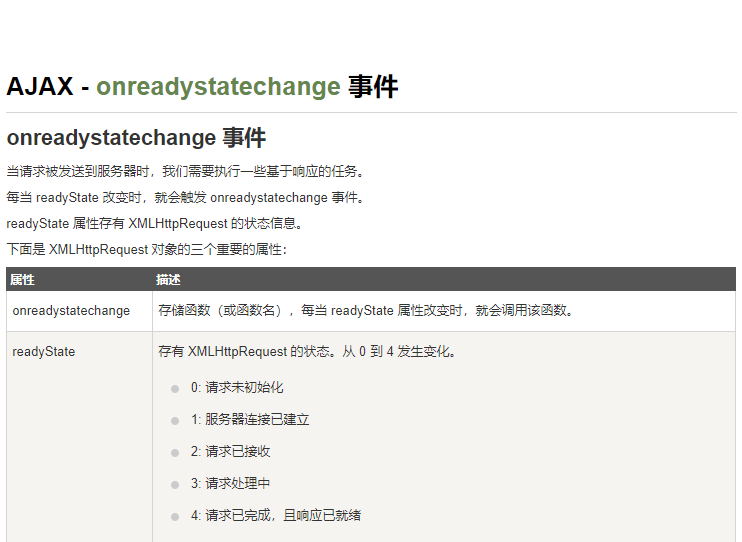 AJAX - onreadystatechange 事件
onreadystatechange 事件
当请求被发送到服务器时，我们需要执行一些基于响应的任务。
每当 readyState 改变时，就会触发 onreadystatechange 事件。
readyState 属性存有 XMLHttpRequest 的状态信息。
下面是 XMLHttpRequest 对象的三个重要的属性：
属性 描述
onreadystatechange 存储函数（或函数名），每当 readyState 属性改变时，就会调用该函数。
readyState 存有 XMLHttpRequest 的状态。从 0 到 4 发生变化。
0: 请求未初始化
1: 服务器连接已建立
2: 请求已接收
3: 请求处理中
4: 请求已完成，且响应已就绪